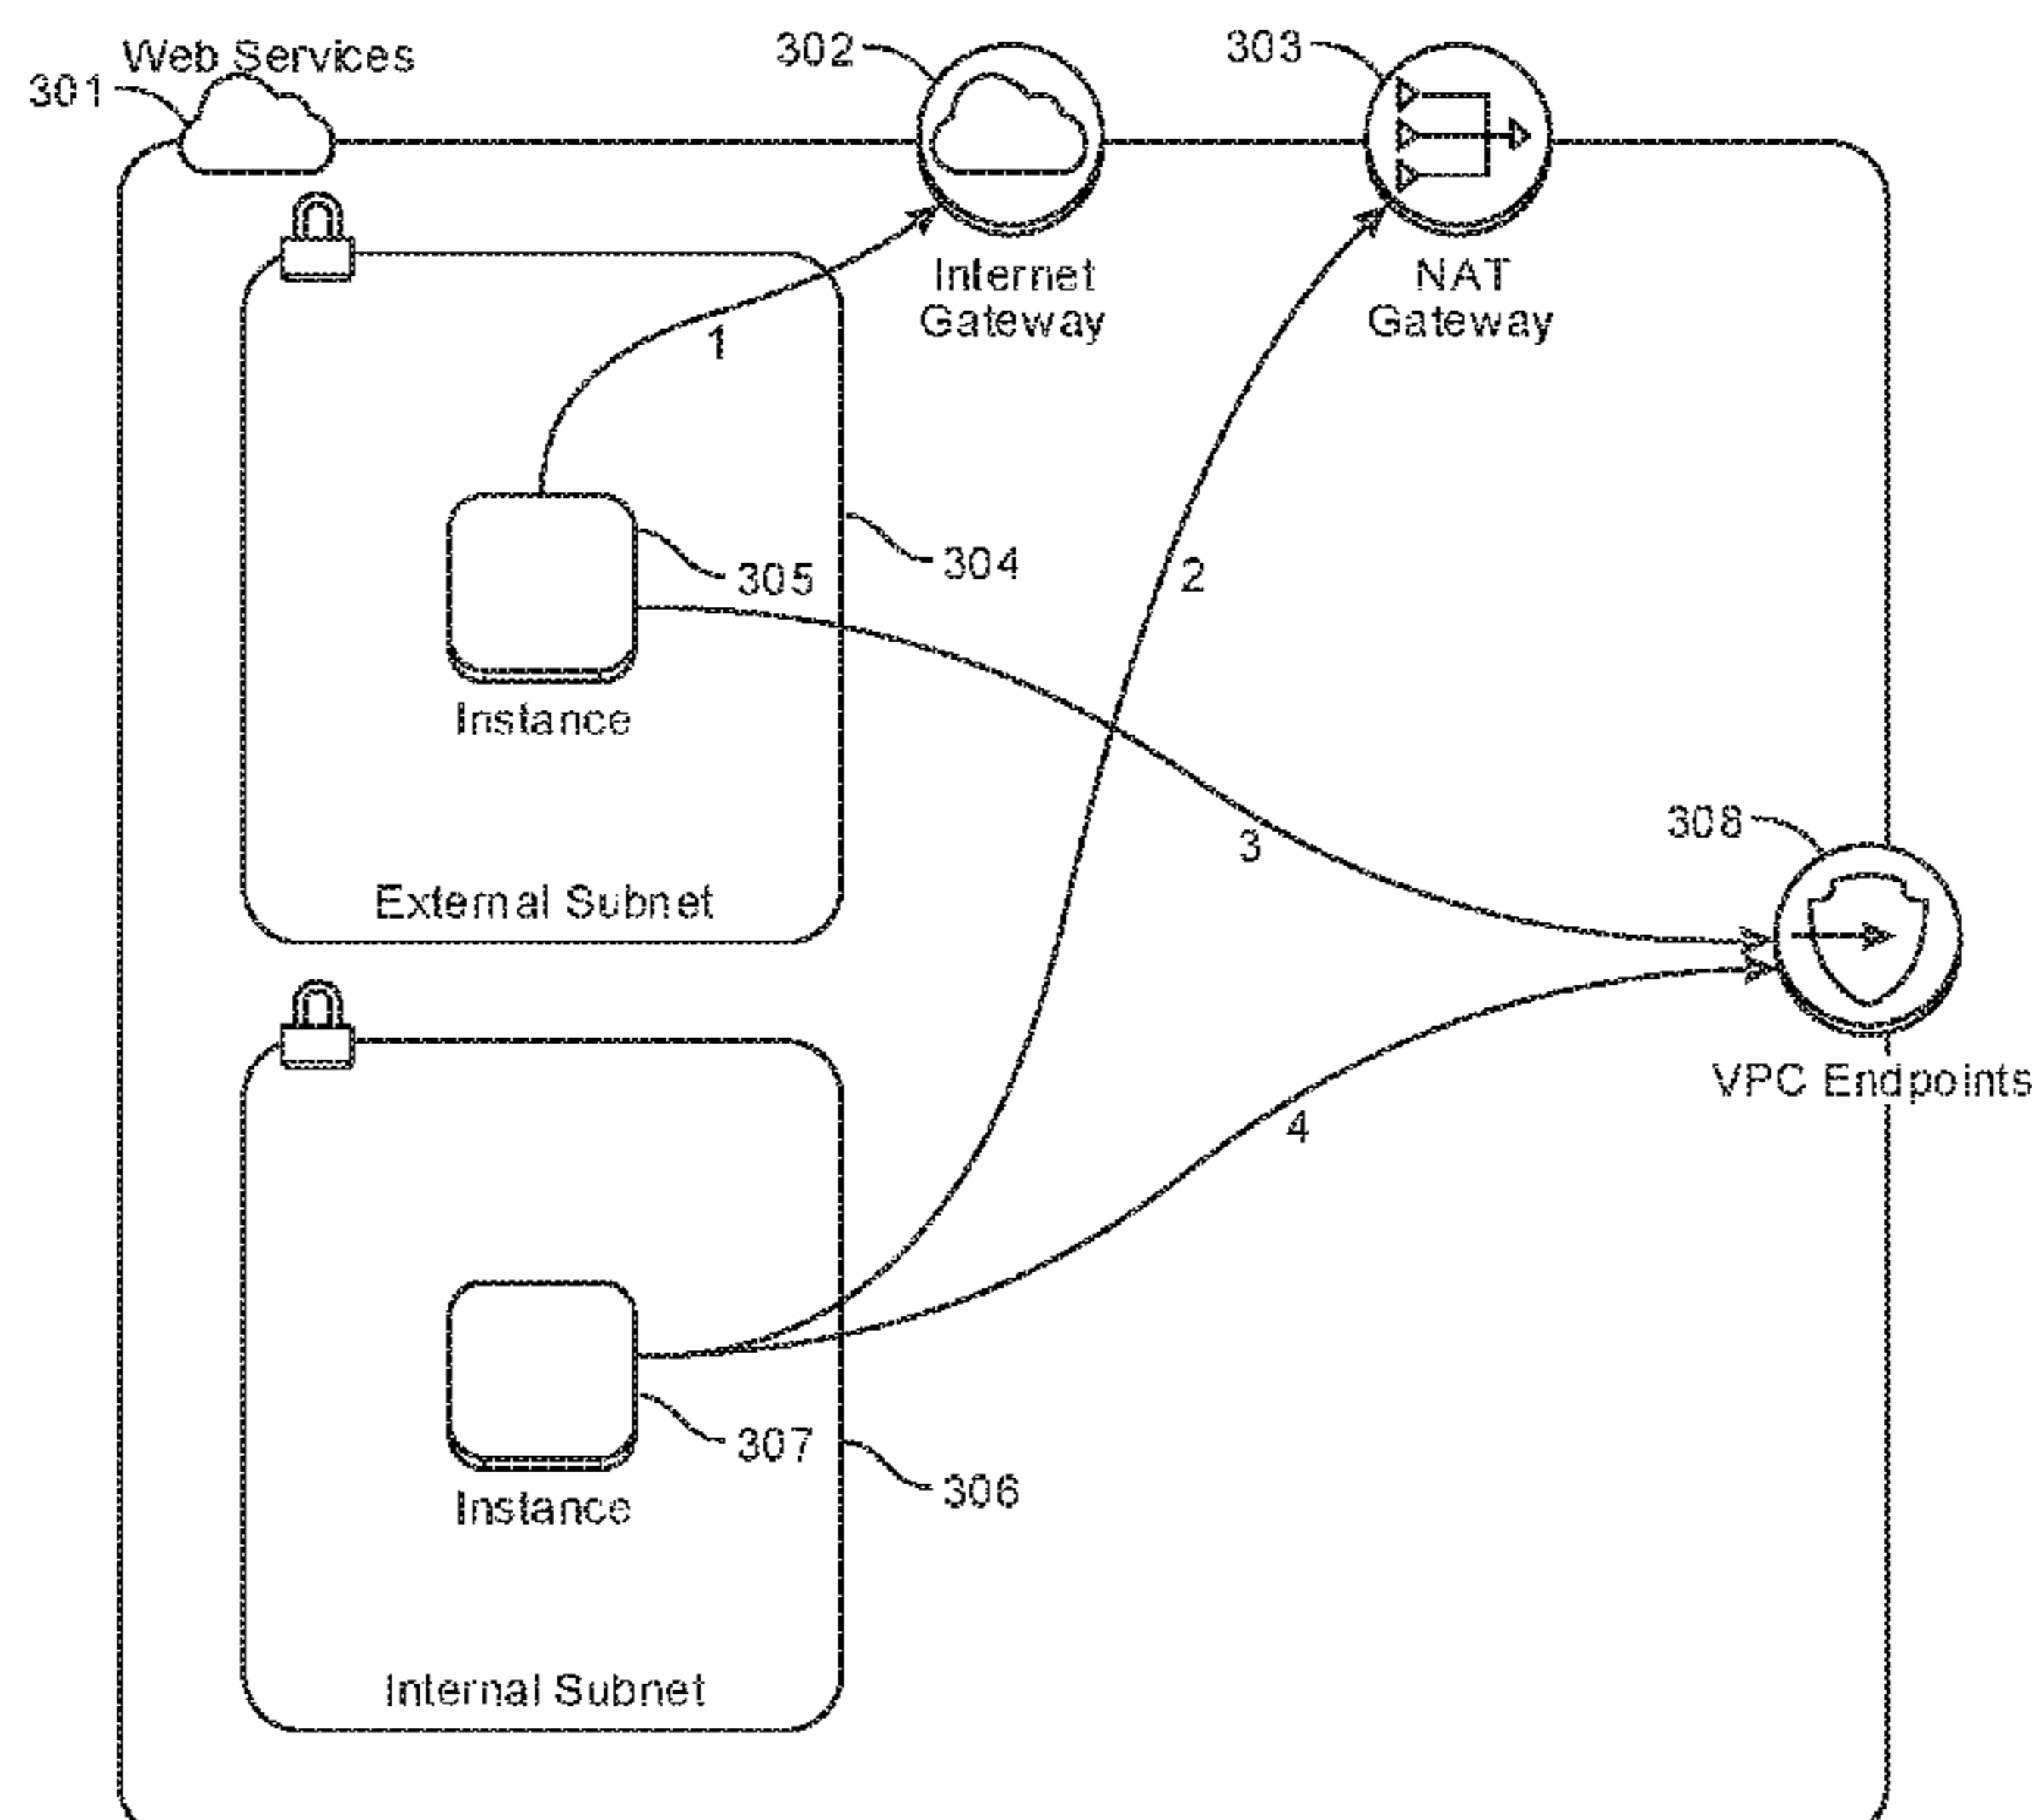 Web Services
301
302
303
Internet
Gateway
NAT
Gateway
1
304
305
2
Instance
3
308
External Subnet
VPC Endpoints
4
307
306
Instance
Internal Subnet